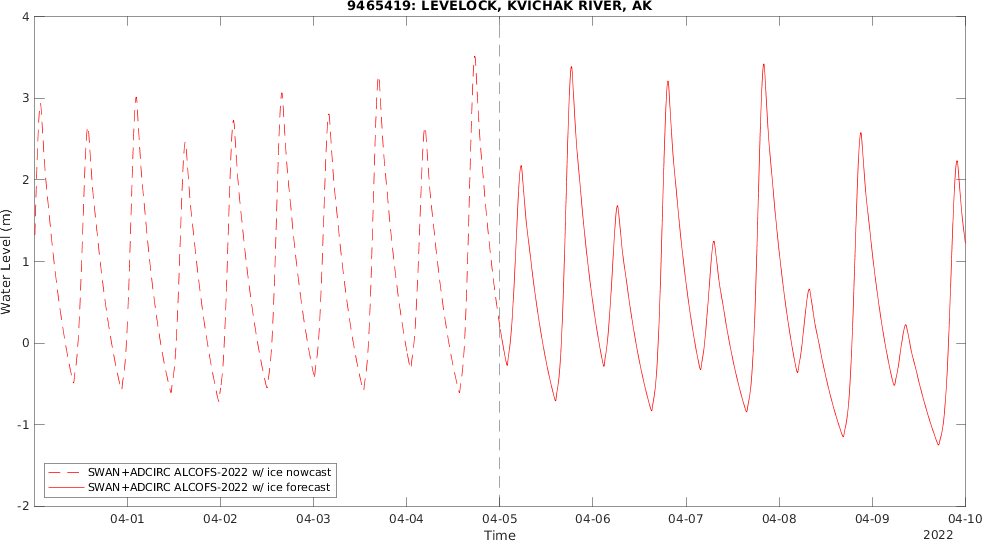 9465419: LEVELOCK, KVICHAK RIVER, AK
4
3
2
1
0
-1
-2
Water Level (m)
SWAN+ADCIRC ALCOFS-2022 w/ ice nowcast
SWAN+ADCIRC ALCOFS-2022 w/ ice forecast
04-01 04-02 04-03 04-04 04-05 04-06 04-07 04-08 04-09 04-10
Time
2022